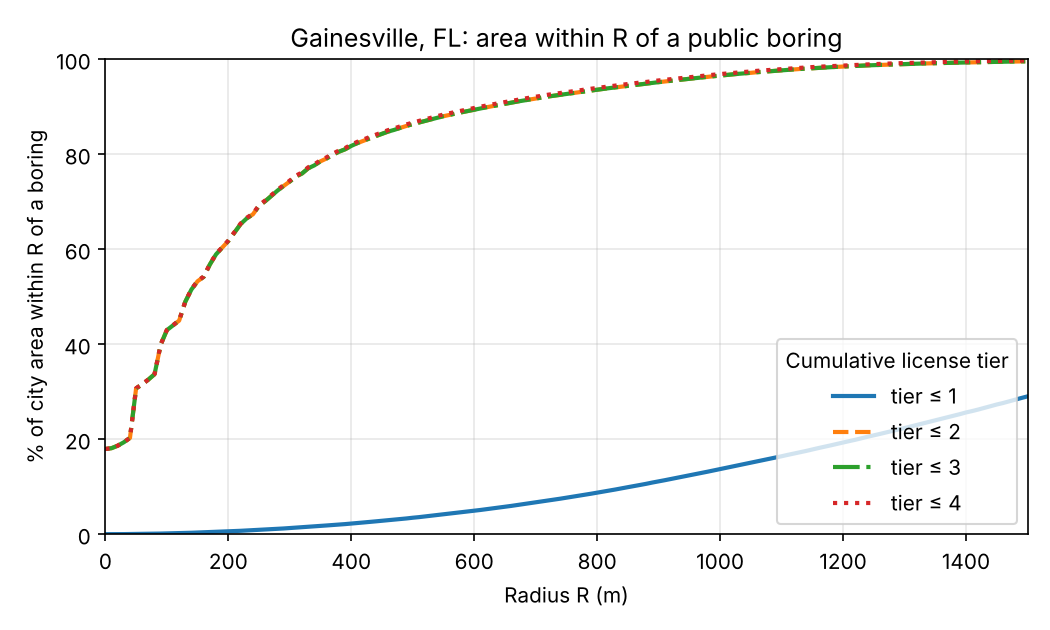 Gainesville, FL: area within R of a public boring
% of city area within R of a boring
100
80
60
40
20
0
Cumulative license tier
tier ≤ 1
tier ≤ 2
tier ≤ 3
tier ≤ 4
0 200 400 600 800 1000 1200 1400
Radius R (m)